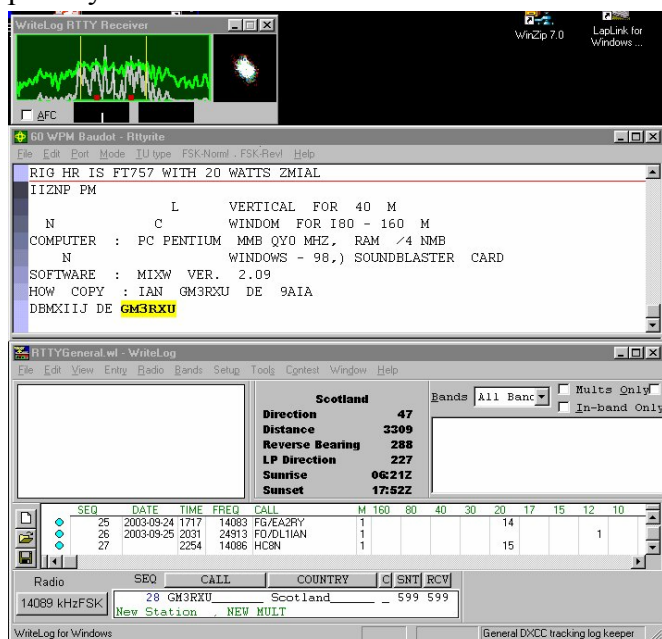 WriteLog RTTY Receiver
WinZip 7.0
LapLink for
Windows ...
AFC
60 WPM Baudot - Rttyrite
File Edit Port Mode TU type FSK-Norml FSK-Rev! Help
RIG HR IS FT757 WITH 20 WATTS ZMIAL
IIZNP PM
L VERTICAL FOR 40 M
N C WINDOM FOR I80 - 160 M
COMPUTER : PC PENTIUM MMB QY0 MHZ, RAM /4 NMB
N WINDOWS - 98,) SOUNDBLASTER CARD
SOFTWARE : MIXW VER. 2.09
HOW COPY : IAN GM3RXU DE 9AIA
DBMXIIJ DE GM3RXU
RTTYGeneral.wl - WriteLog
File Edit View Entry Radio Bands Setup Tools Contest Window Help
Scotland
Direction 47
Distance 3309
Reverse Bearing 288
LP Direction 227
Sunrise 06:21Z
Sunset 17:52Z
Bands All Banc
Mults Only
In-band Only
SEQ DATE TIME FREQ CALL M 160 80 40 30 20 17 15 12 10
25 2003-09-24 1717 14083 FG/EA2RY 1 14
26 2003-09-25 2031 24913 FO/DL1IAN 1 1
27 2254 14086 HC8N 1 15
Radio SEQ CALL COUNTRY C SNT RCV
14089 kHzFSK 28 GM3RXU Scotland 599 599
New Station , NEW MULT
WriteLog for Windows General DXCC tracking log keeper